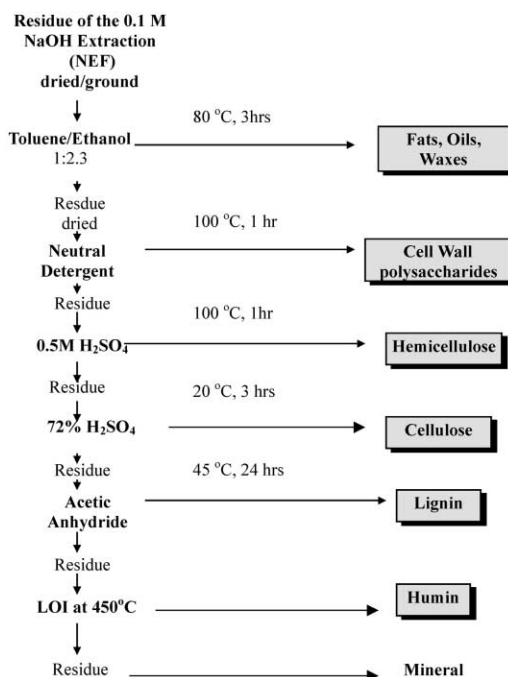 Residue of the 0.1 M
NaOH Extraction
(NEF)
dried/ground
80 °C, 3hrs
Toluene/Ethanol
1:2.3
Fats, Oils,
Waxes
Resdue
dried
100 °C, 1 hr
Neutral
Detergent
Cell Wall
polysaccharides
Residue
100 °C, 1hr
0.5M H₂SO₄
Hemicellulose
Residue
20 °C, 3 hrs
72% H₂SO₄
Cellulose
Residue
45 °C, 24 hrs
Acetic
Anhydride
Lignin
Residue
LOI at 450°C
Humin
Residue
Mineral